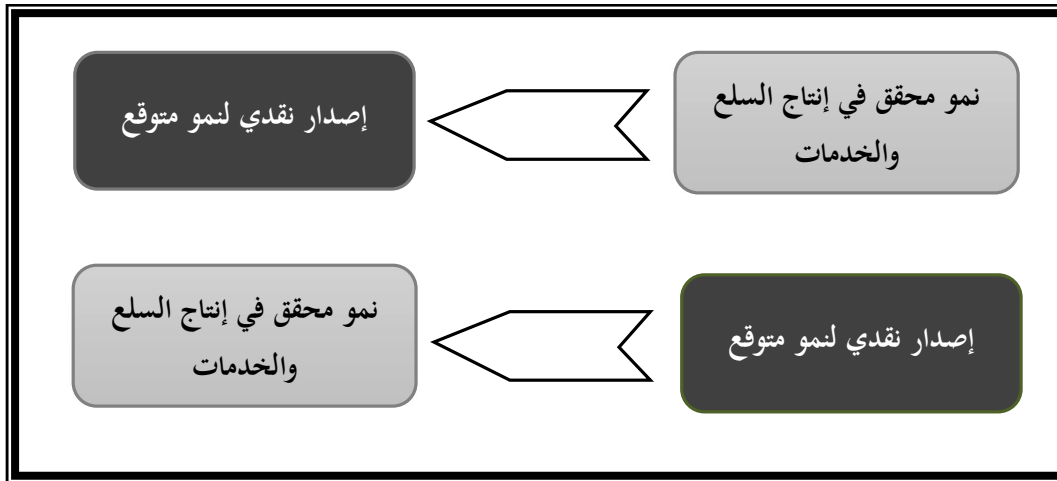 نمو محقق في إنتاج السلع
والخدمات
إصدار نقدي لنمو متوقع
إصدار نقدي لنمو متوقع
نمو محقق في إنتاج السلع
والخدمات